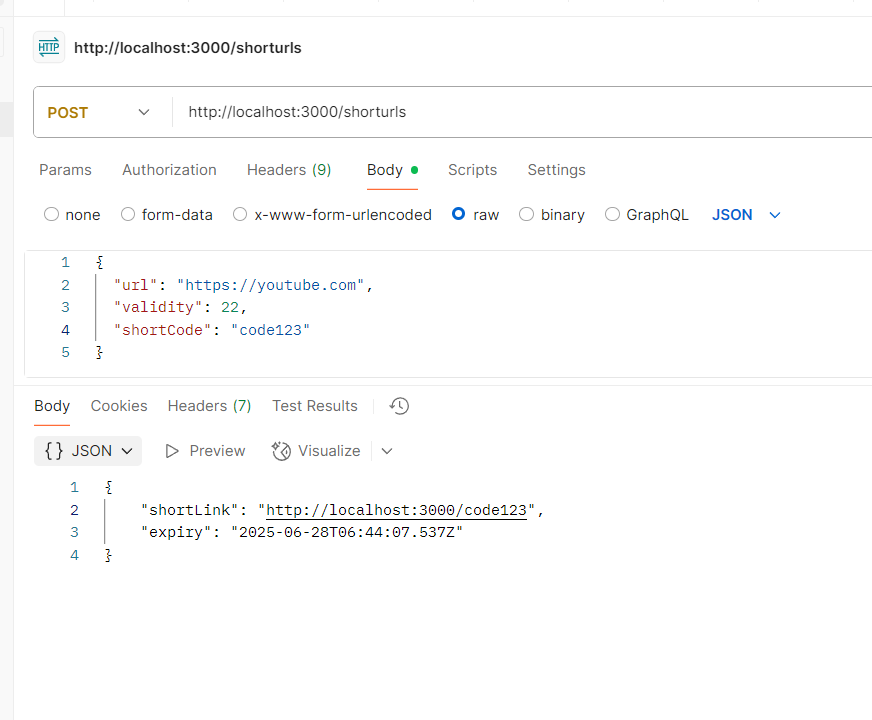 HTTP http://localhost:3000/shorturls
POST http://localhost:3000/shorturls
Params Authorization Headers (9) Body Scripts Settings
none form-data x-www-form-urlencoded raw binary GraphQL JSON
1 {
2 "url": "https://youtube.com",
3 "validity": 22,
4 "shortCode": "code123"
5 }
Body Cookies Headers (7) Test Results
{} JSON Preview Visualize
1 {
2 "shortLink": "http://localhost:3000/code123",
3 "expiry": "2025-06-28T06:44:07.537Z"
4 }